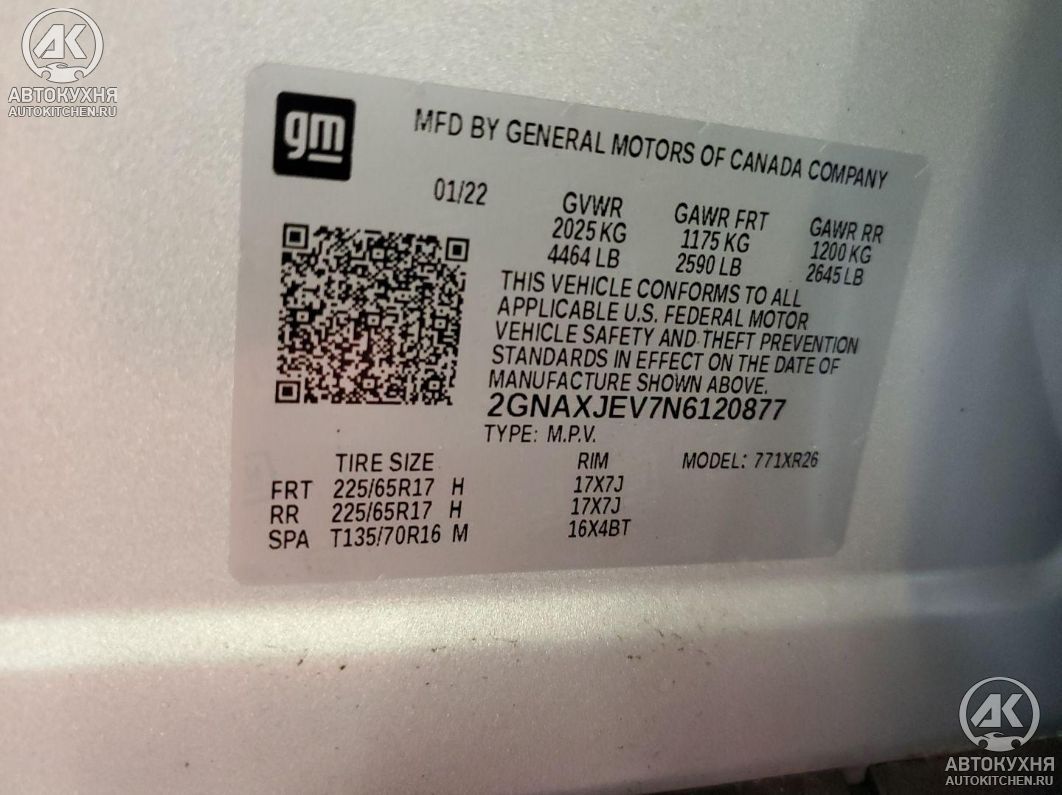 AK
АВТОКУХНЯ
AUTOKITCHEN.RU
gm
MFD BY GENERAL MOTORS OF CANADA COMPANY
01/22
GVWR GAWR FRT GAWR RR
2025 KG 1175 KG 1200 KG
4464 LB 2590 LB 2645 LB
THIS VEHICLE CONFORMS TO ALL
APPLICABLE U.S. FEDERAL MOTOR
VEHICLE SAFETY AND THEFT PREVENTION
STANDARDS IN EFFECT ON THE DATE OF
MANUFACTURE SHOWN ABOVE.
2GNAXJEV7N6120877
TYPE: M.P.V.
TIRE SIZE RIM MODEL: 771XR26
FRT 225/65R17 H 17X7J
RR 225/65R17 H 17X7J
SPA T135/70R16 M 16X4BT
AK
АВТОКУХНЯ
AUTOKITCHEN.RU